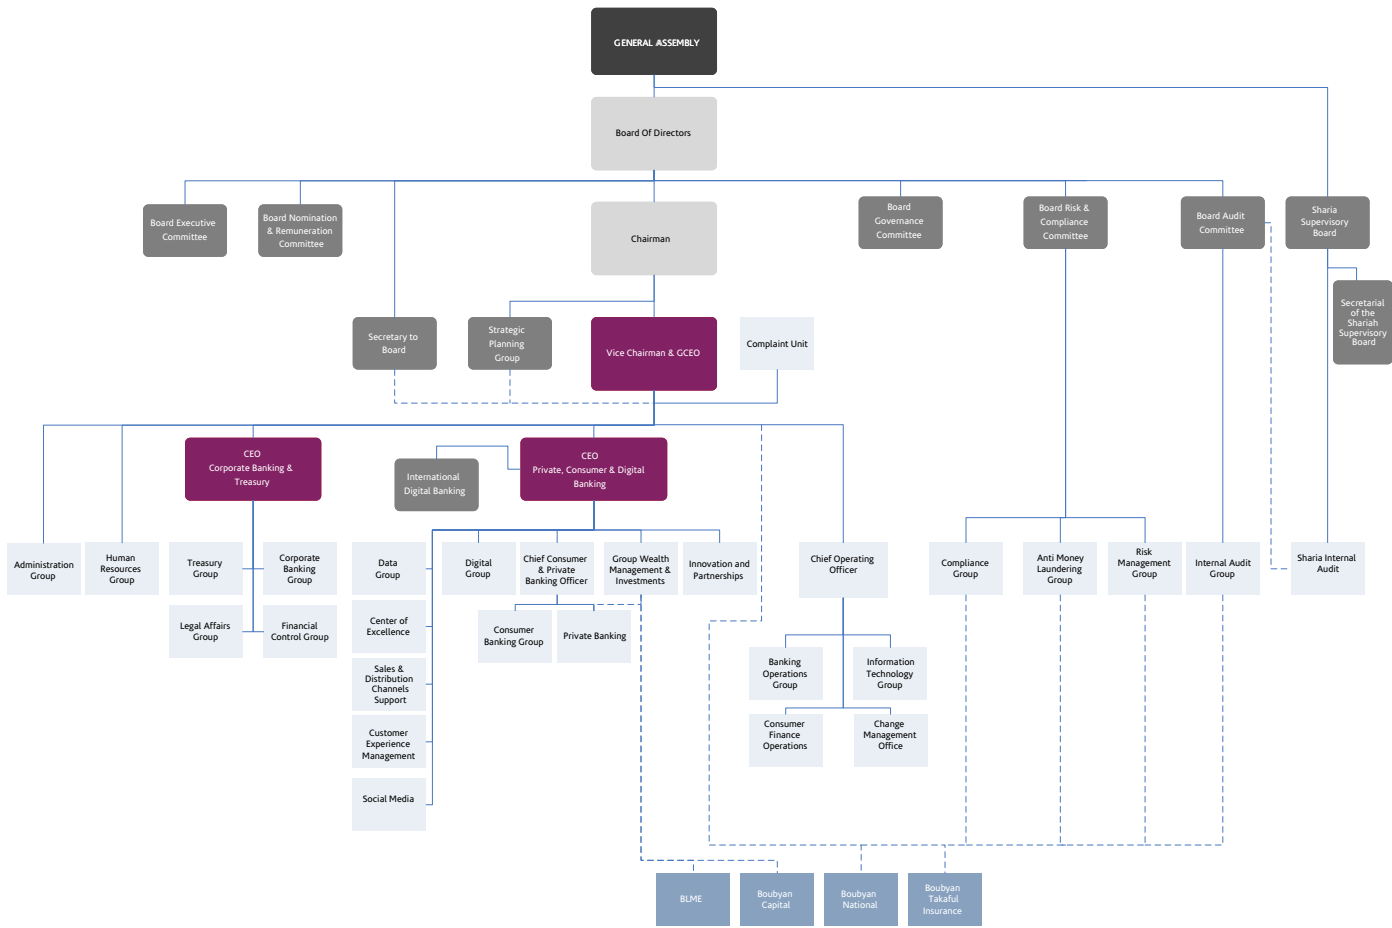 GENERAL ASSEMBLY
Board Of Directors
Board Executive
Committee
Board Nomination
& Remuneration
Committee
Chairman
Board
Governance
Committee
Board Risk &
Compliance
Committee
Board Audit
Committee
Sharia
Supervisory
Board
Secretarial
of the
Shariah
Supervisory
Board
Secretary to
Board
Strategic
Planning
Group
Vice Chairman & GCEO
Complaint Unit
CEO
Corporate Banking &
Treasury
International
Digital Banking
CEO
Private, Consumer & Digital
Banking
Administration
Group
Human
Resources
Group
Treasury
Group
Corporate
Banking
Group
Legal Affairs
Group
Financial
Control Group
Data
Group
Digital
Group
Chief Consumer
& Private
Banking Officer
Group Wealth
Management &
Investments
Innovation and
Partnerships
Chief Operating
Officer
Compliance
Group
Anti Money
Laundering
Group
Risk
Management
Group
Internal Audit
Group
Sharia Internal
Audit
Center of
Excellence
Consumer
Banking Group
Private Banking
Sales &
Distribution
Channels
Support
Customer
Experience
Management
Social Media
Banking
Operations
Group
Information
Technology
Group
Consumer
Finance
Operations
Change
Management
Office
BLME
Boubyan
Capital
Boubyan
National
Boubyan
Takaful
Insurance